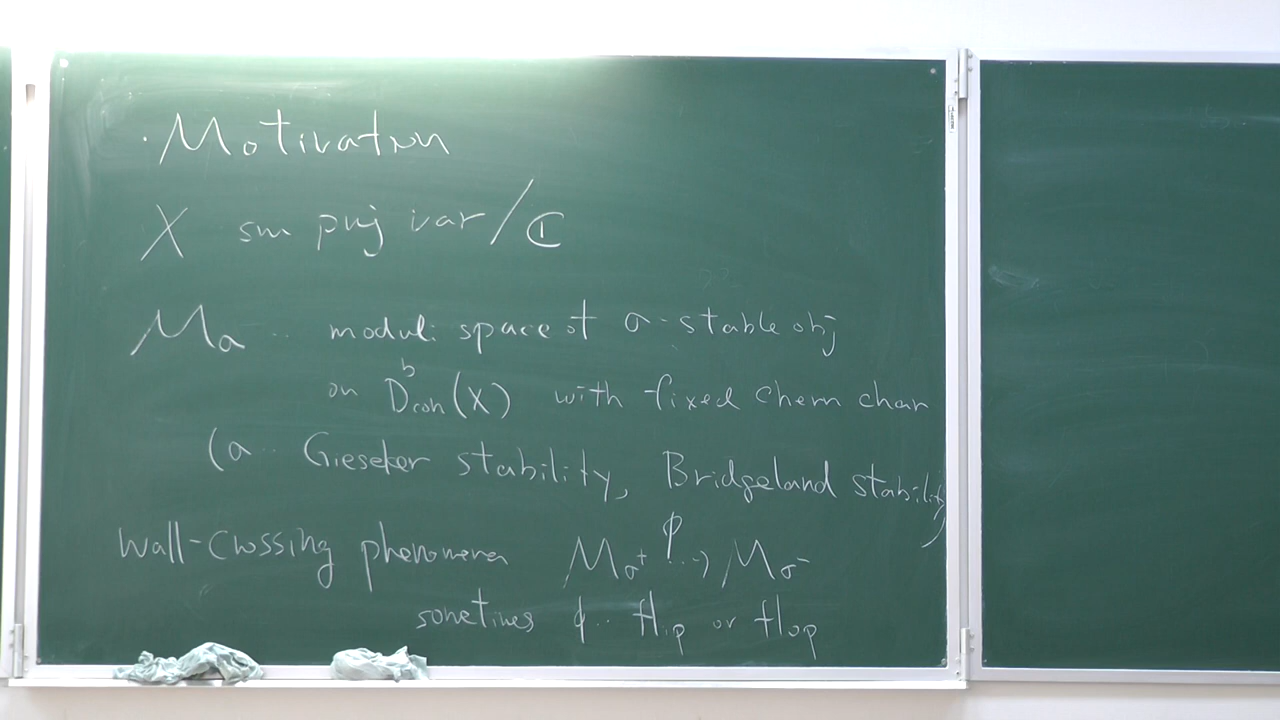 · Motivation
X sm proj var / ℂ
M_σ ·· moduli space of σ-stable obj
on D^b_coh(X) with fixed Chern char
(σ ·· Gieseker stability, Bridgeland stability)
Wall-crossing phenomena M_σ⁺ --ϕ--> M_σ⁻
sometimes ϕ ·· flip or flop